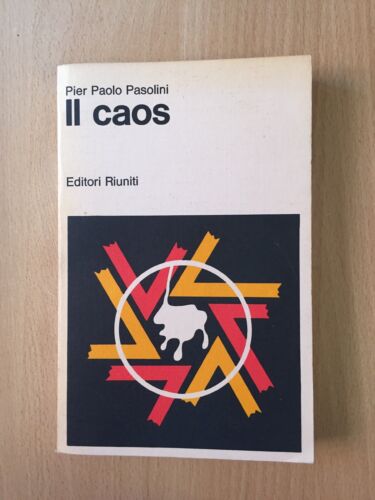 Pier Paolo Pasolini
Il caos
Editori Riuniti